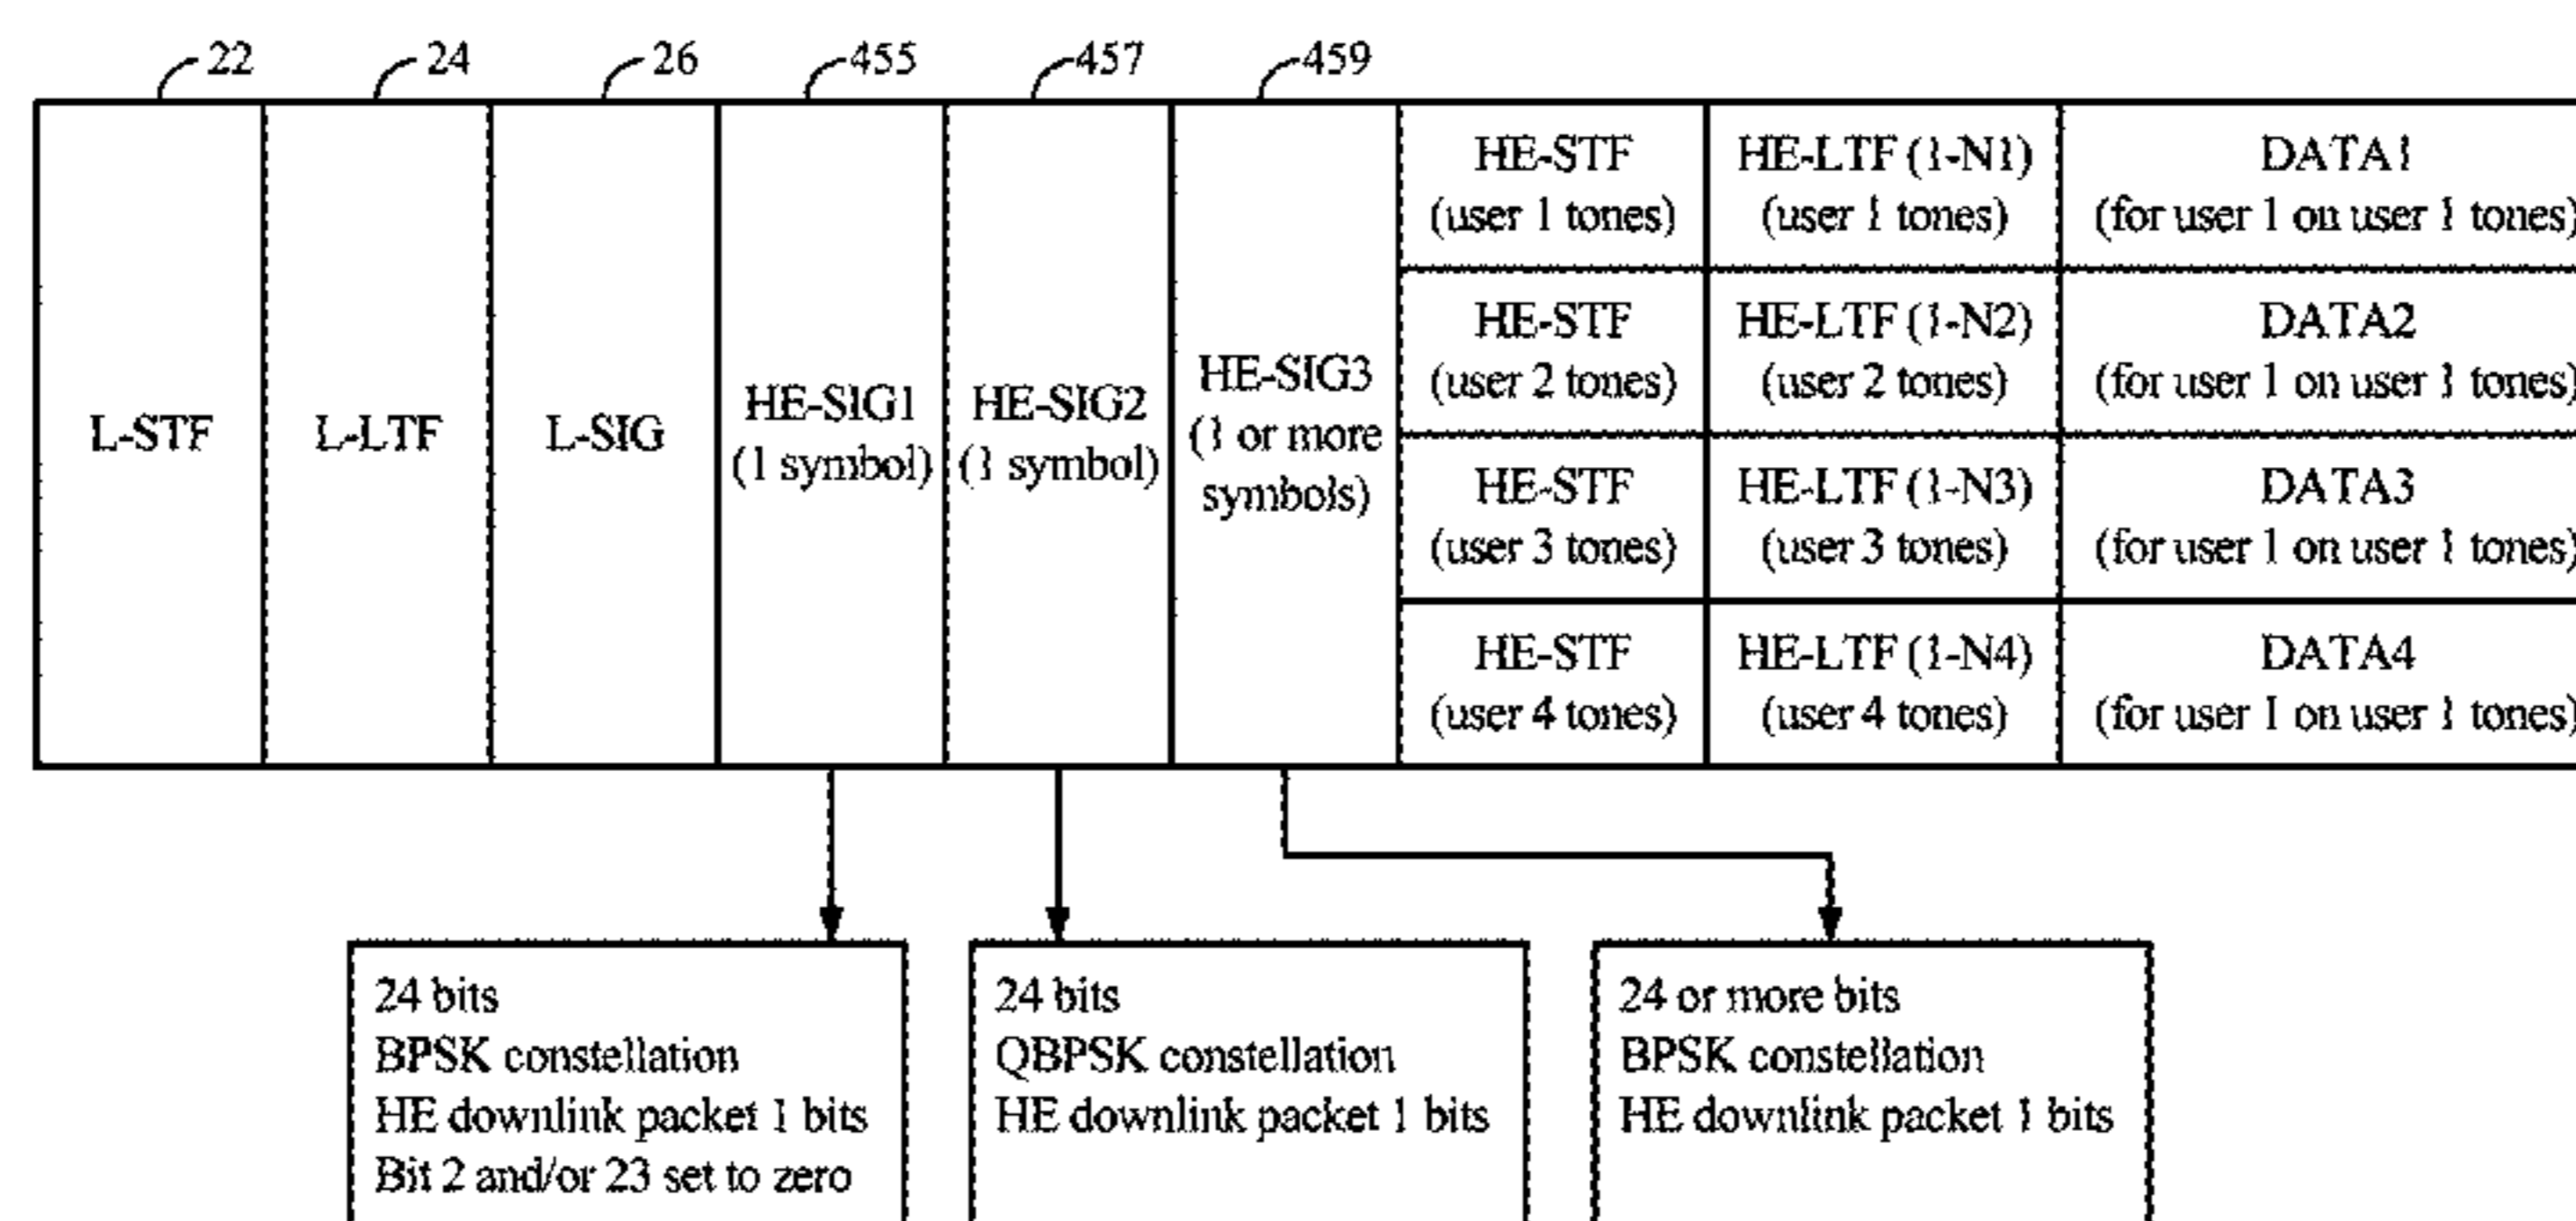 22
24
26
455
457
459
L-STF
L-LTF
L-SIG
HE-SIG1
(1 symbol)
HE-SIG2
(1 symbol)
HE-SIG3
(1 or more
symbols)
HE-STF
(user 1 tones)
HE-LTF (1-N1)
(user 1 tones)
DATA1
(for user 1 on user 1 tones)
HE-STF
(user 2 tones)
HE-LTF (1-N2)
(user 2 tones)
DATA2
(for user 1 on user 1 tones)
HE-STF
(user 3 tones)
HE-LTF (1-N3)
(user 3 tones)
DATA3
(for user 1 on user 1 tones)
HE-STF
(user 4 tones)
HE-LTF (1-N4)
(user 4 tones)
DATA4
(for user 1 on user 1 tones)
24 bits
BPSK constellation
HE downlink packet 1 bits
Bit 2 and/or 23 set to zero
24 bits
QBPSK constellation
HE downlink packet 1 bits
24 or more bits
BPSK constellation
HE downlink packet 1 bits